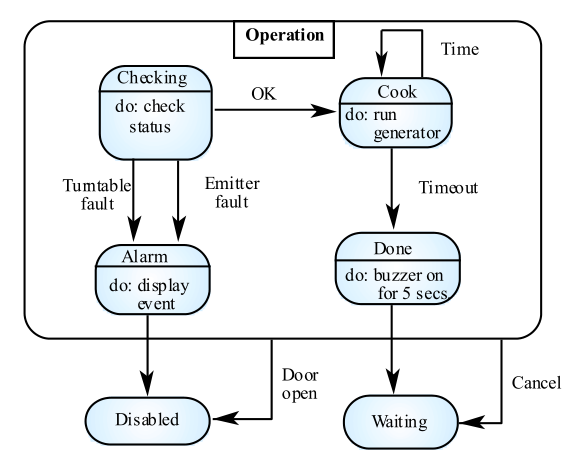 Operation
Time
Checking
do: check
status
OK
Cook
do: run
generator
Turntable
fault
Emitter
fault
Timeout
Alarm
do: display
event
Done
do: buzzer on
for 5 secs.
Door
open
Cancel
Disabled
Waiting